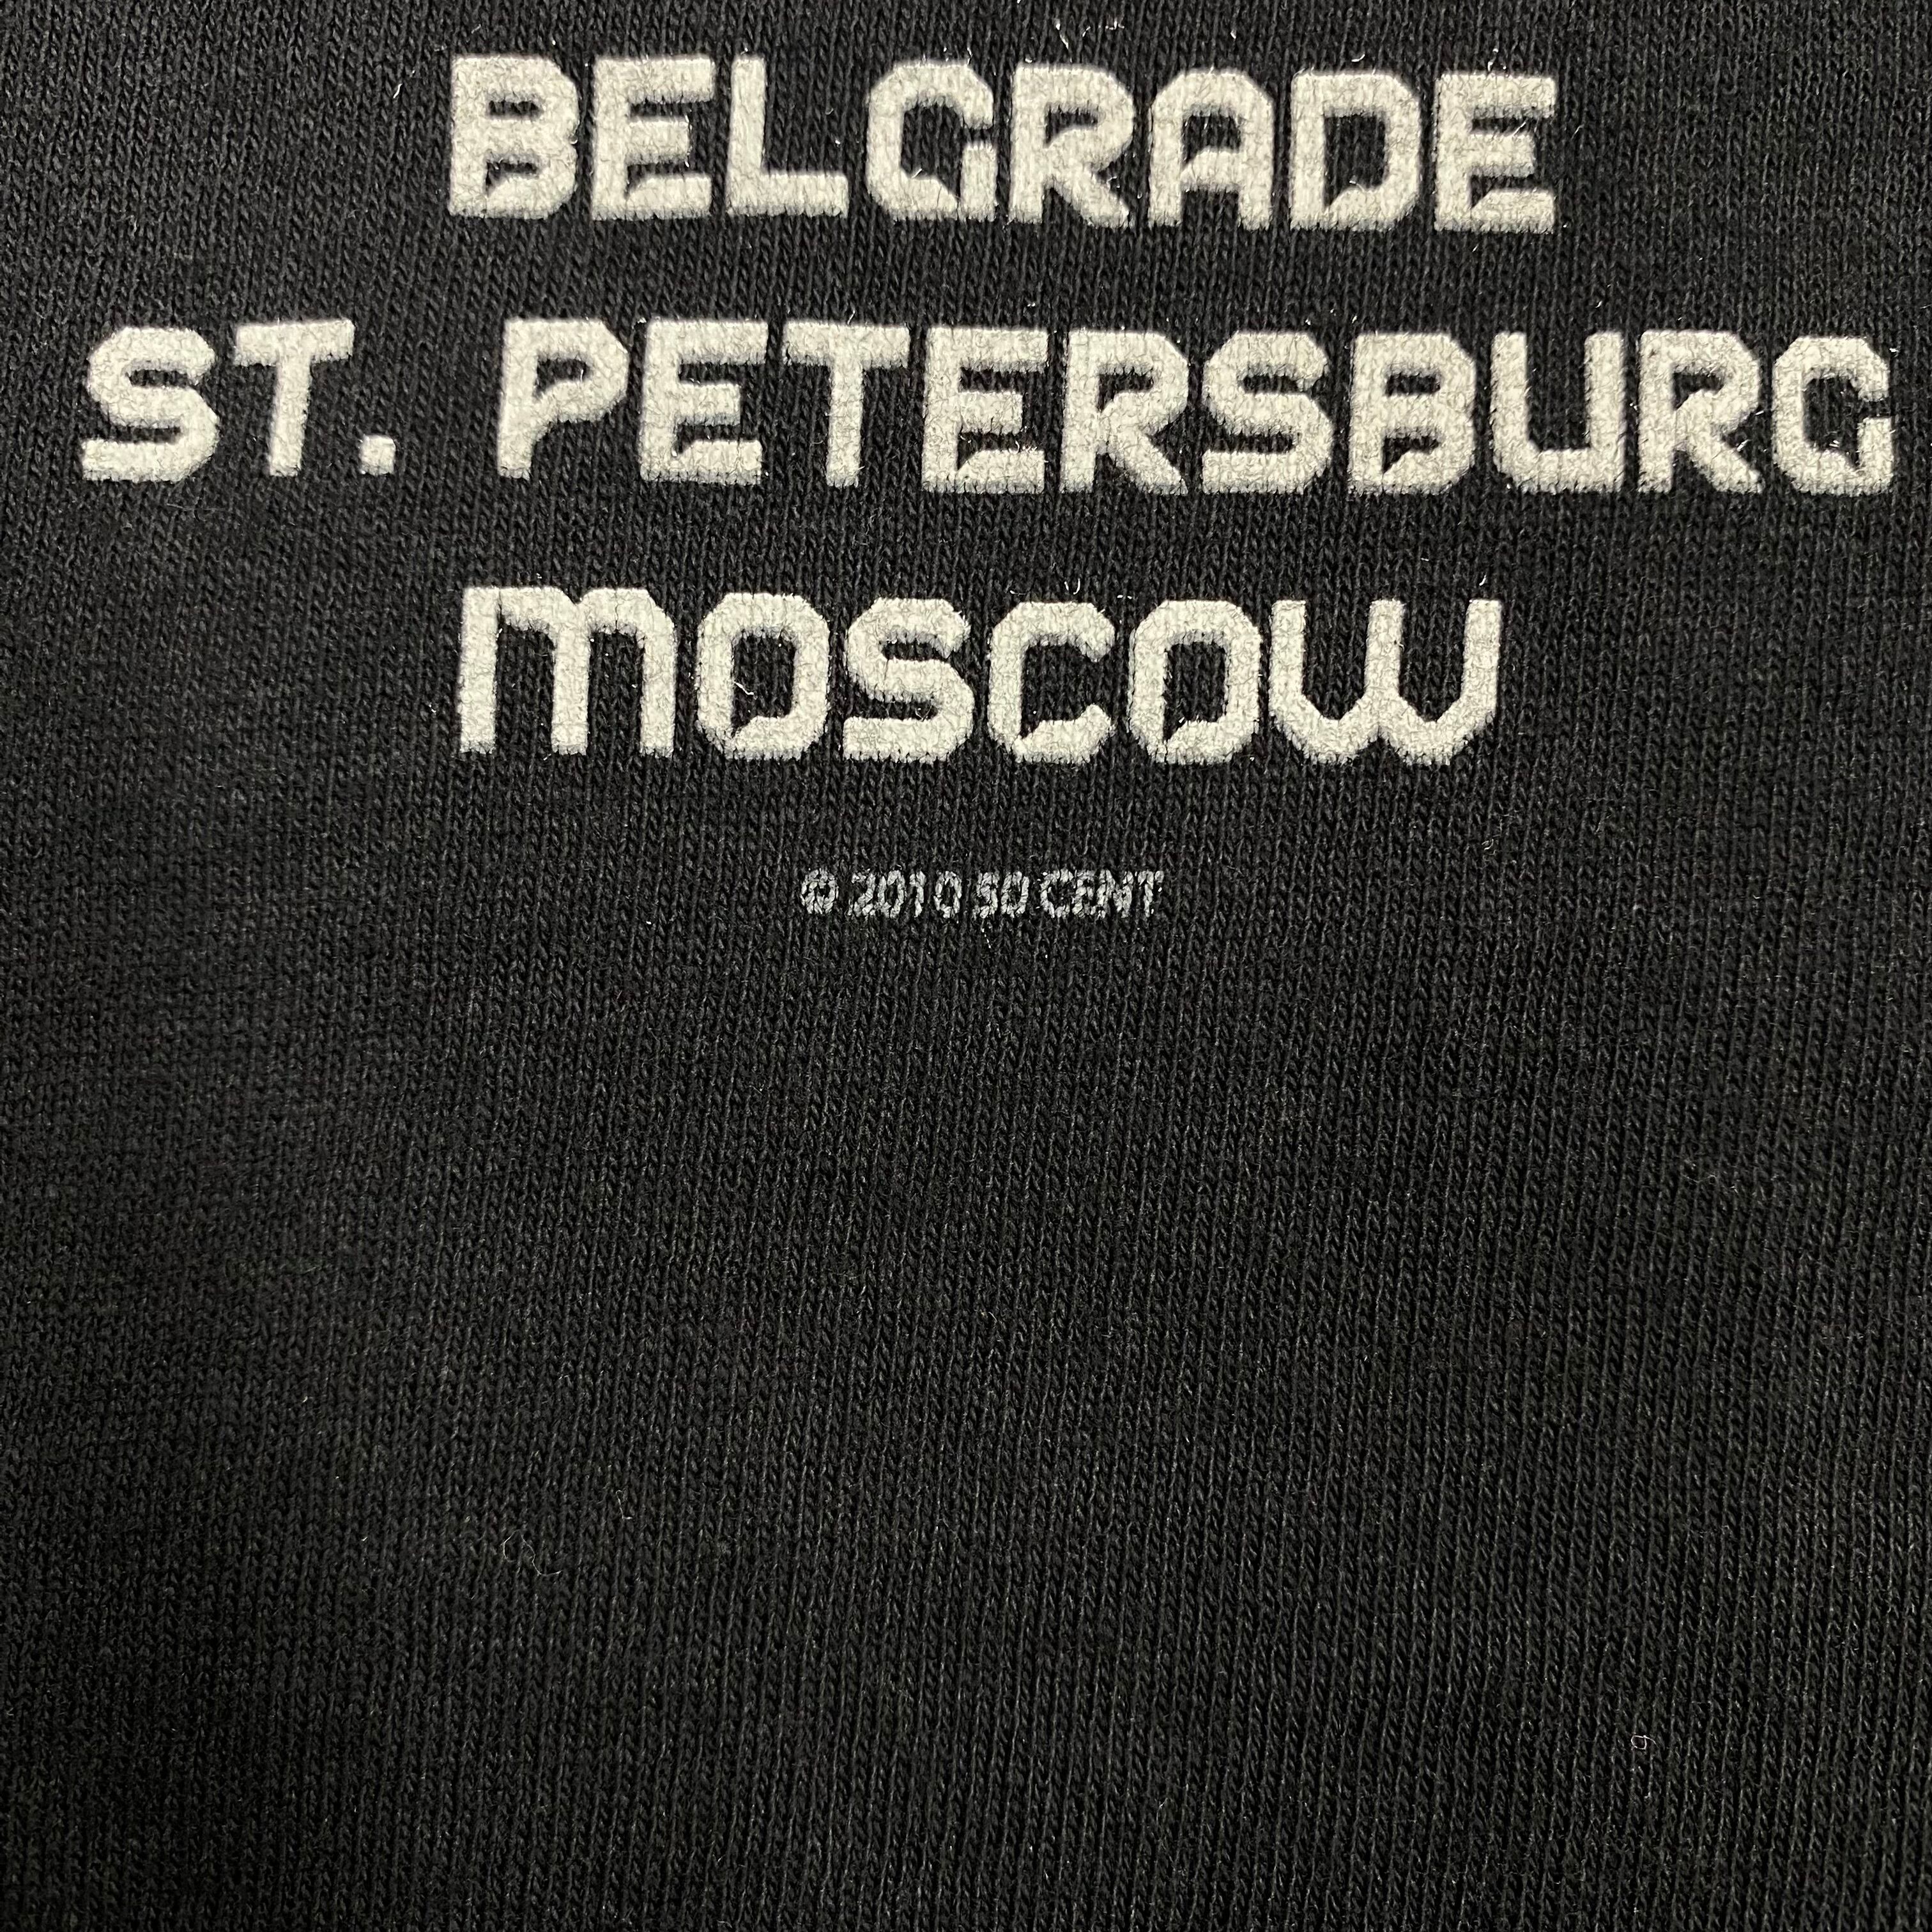 BELGRADE
ST. PETERSBURG
MOSCOW
© 2010 50 CENT